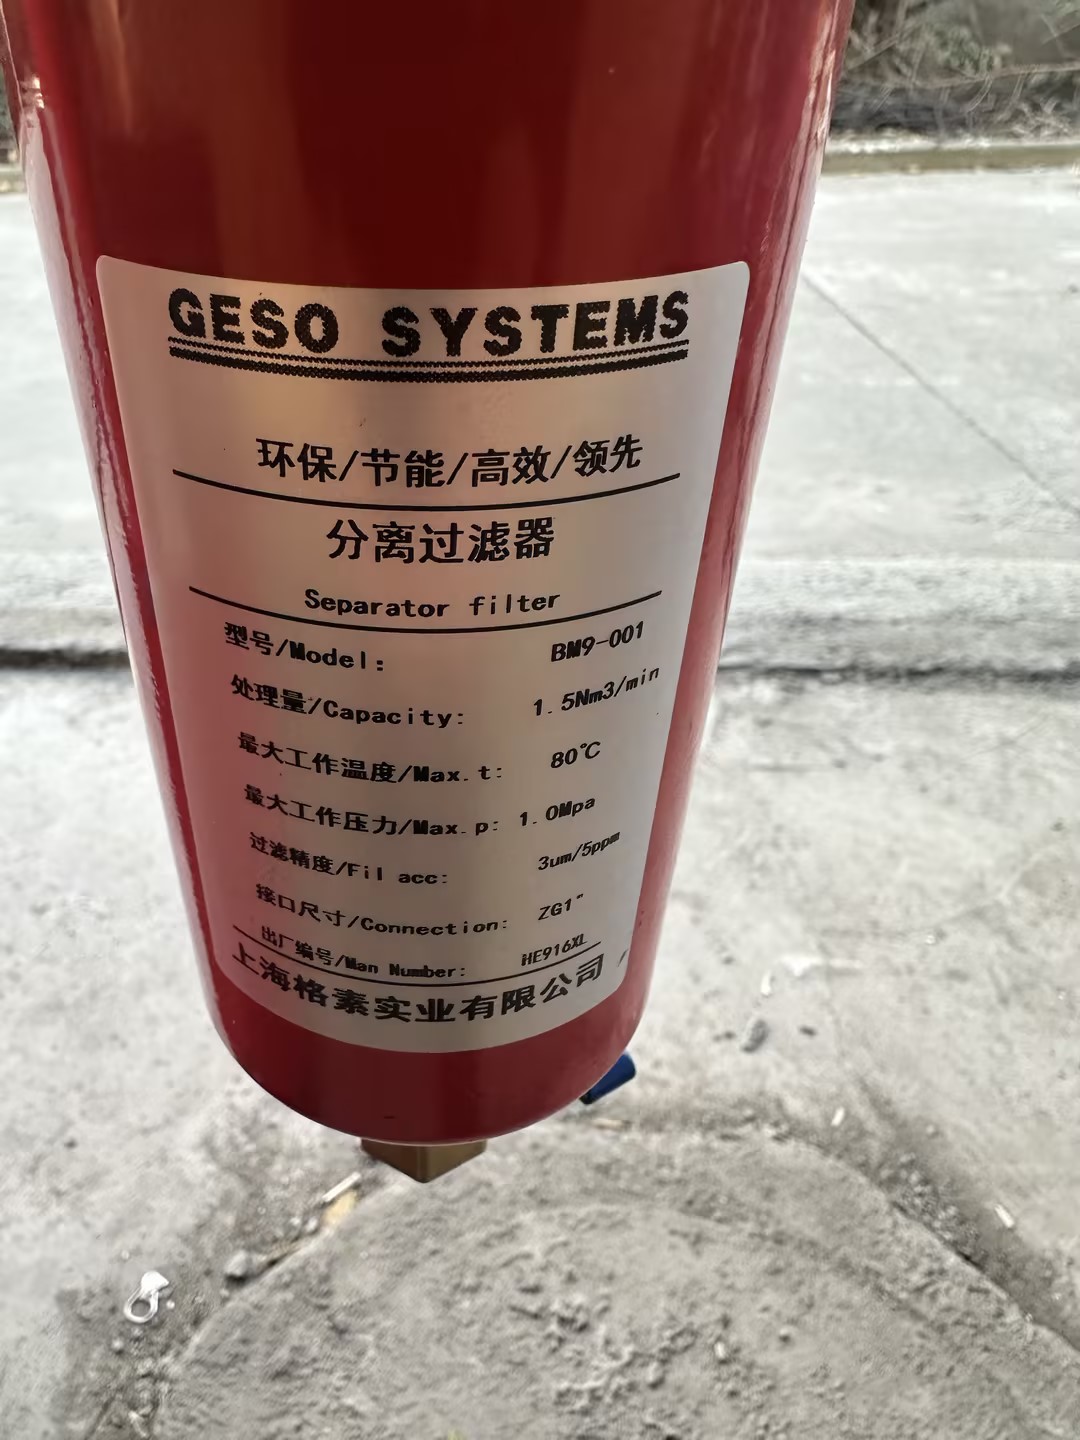 GESO SYSTEMS
环保/节能/高效/领先
分离过滤器
Separator filter
型号/Model: BM9-001
处理量/Capacity: 1.5Nm3/min
最大工作温度/Max.t: 80℃
最大工作压力/Max.p: 1.0Mpa
过滤精度/Fil acc: 3um/5ppm
接口尺寸/Connection: ZG1"
出厂编号/Man Number: HE916XL
上海格素实业有限公司